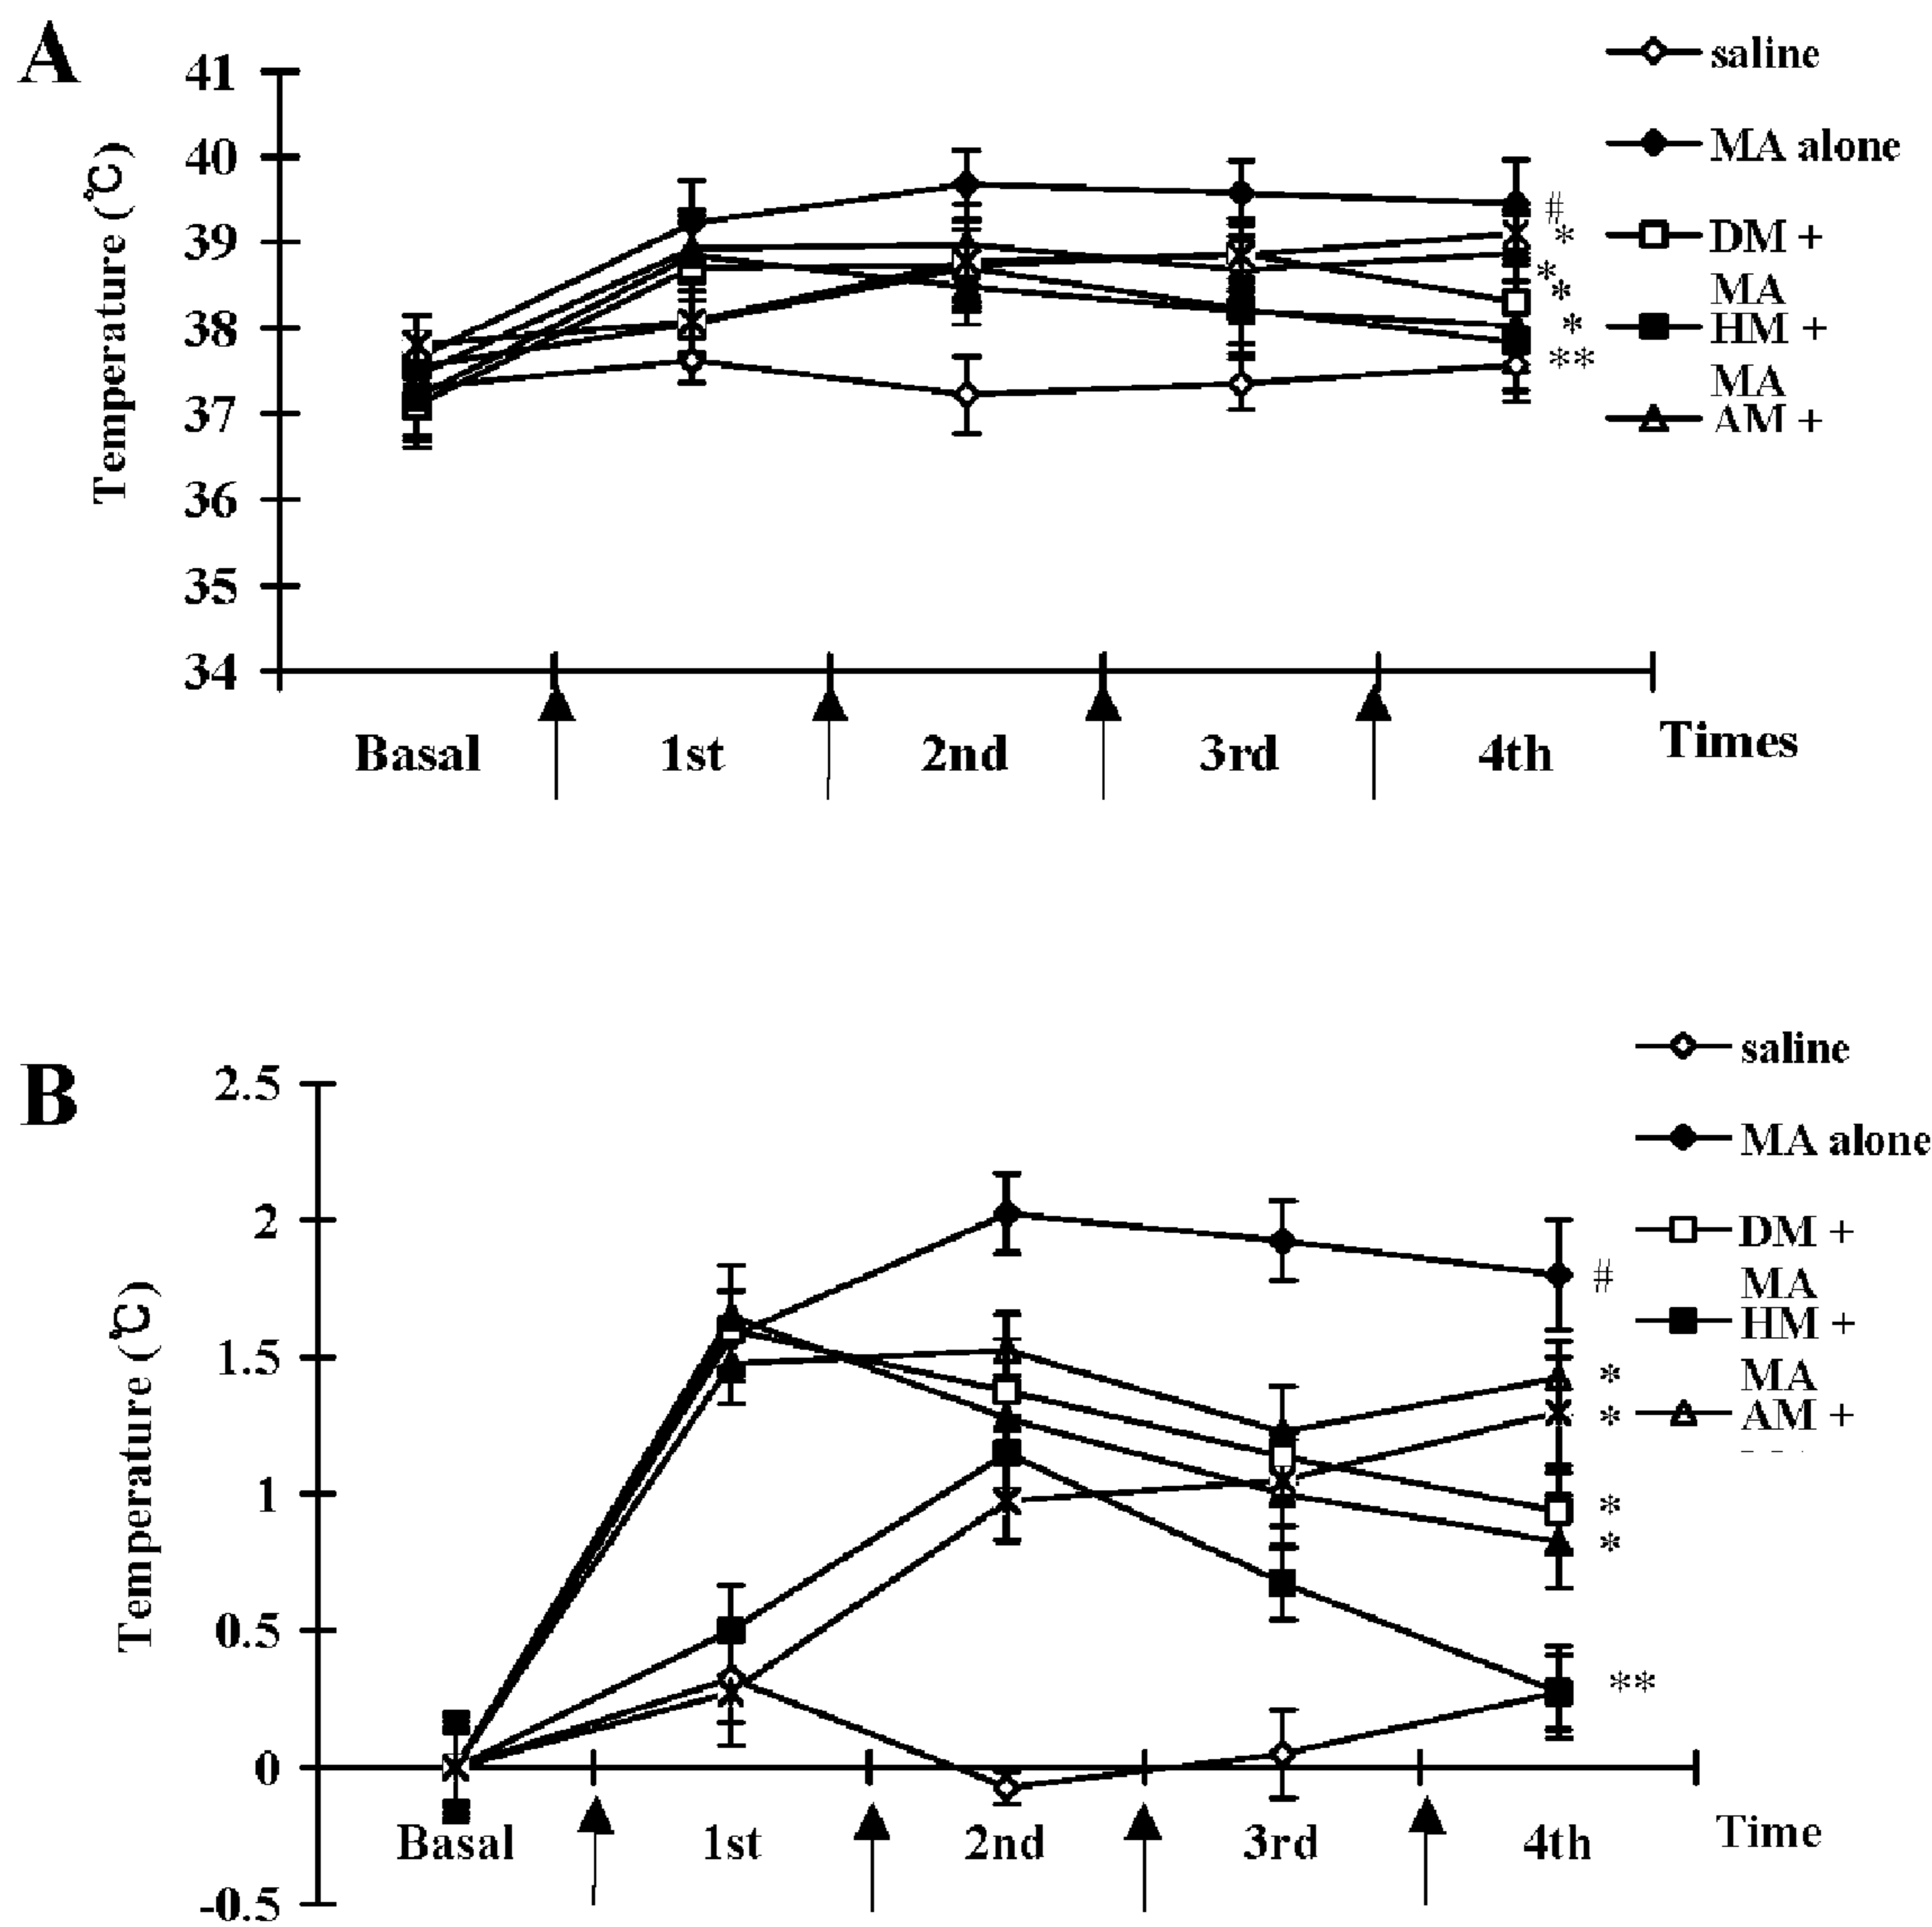 A
saline
MA alone
DM +
MA
HM +
MA
AM +
Temperature (℃)
41
40
39
38
37
36
35
34
#
*
*
*
*
**
Basal
1st
2nd
3rd
4th
Times
B
saline
MA alone
DM +
MA
HM +
MA
AM +
Temperature (℃)
2.5
2
1.5
1
0.5
0
-0.5
#
*
*
*
*
**
Basal
1st
2nd
3rd
4th
Time